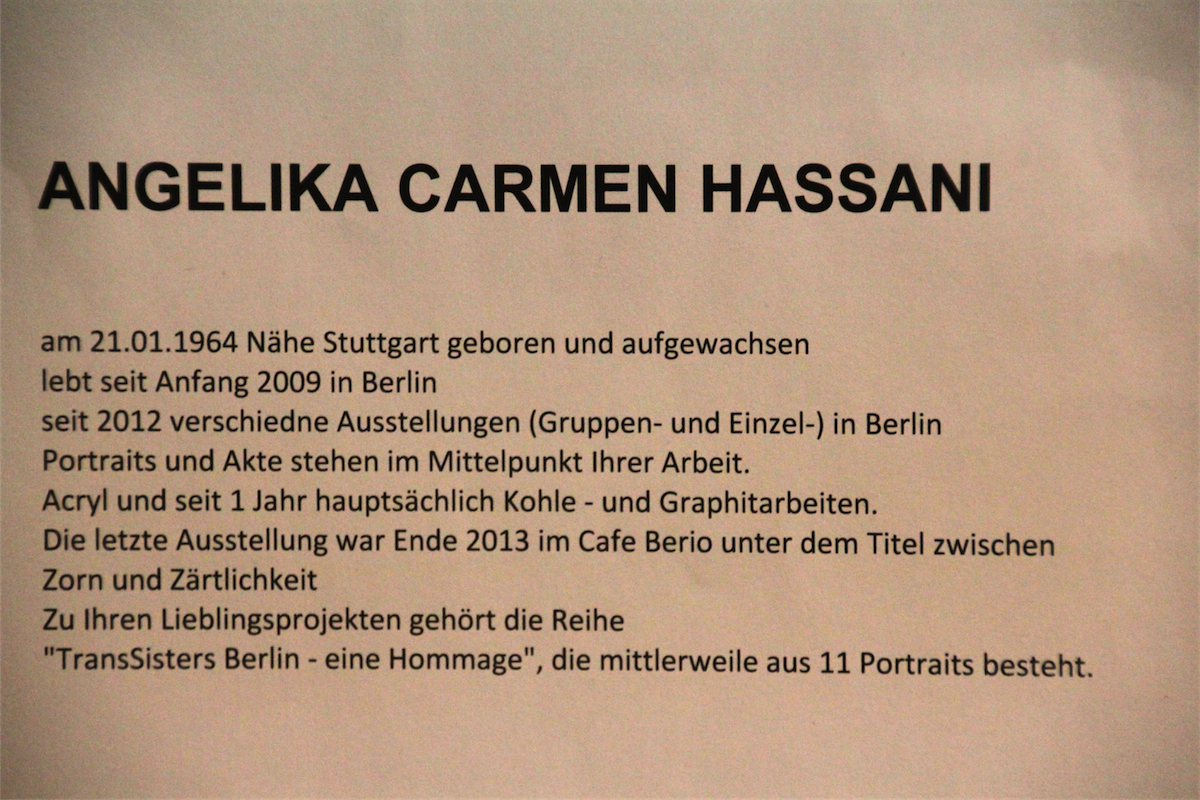 ANGELIKA CARMEN HASSANI
am 21.01.1964 Nähe Stuttgart geboren und aufgewachsen
lebt seit Anfang 2009 in Berlin
seit 2012 verschiedne Ausstellungen (Gruppen- und Einzel-) in Berlin
Portraits und Akte stehen im Mittelpunkt Ihrer Arbeit.
Acryl und seit 1 Jahr hauptsächlich Kohle - und Graphitarbeiten.
Die letzte Ausstellung war Ende 2013 im Cafe Berio unter dem Titel zwischen
Zorn und Zärtlichkeit
Zu Ihren Lieblingsprojekten gehört die Reihe
"TransSisters Berlin - eine Hommage", die mittlerweile aus 11 Portraits besteht.